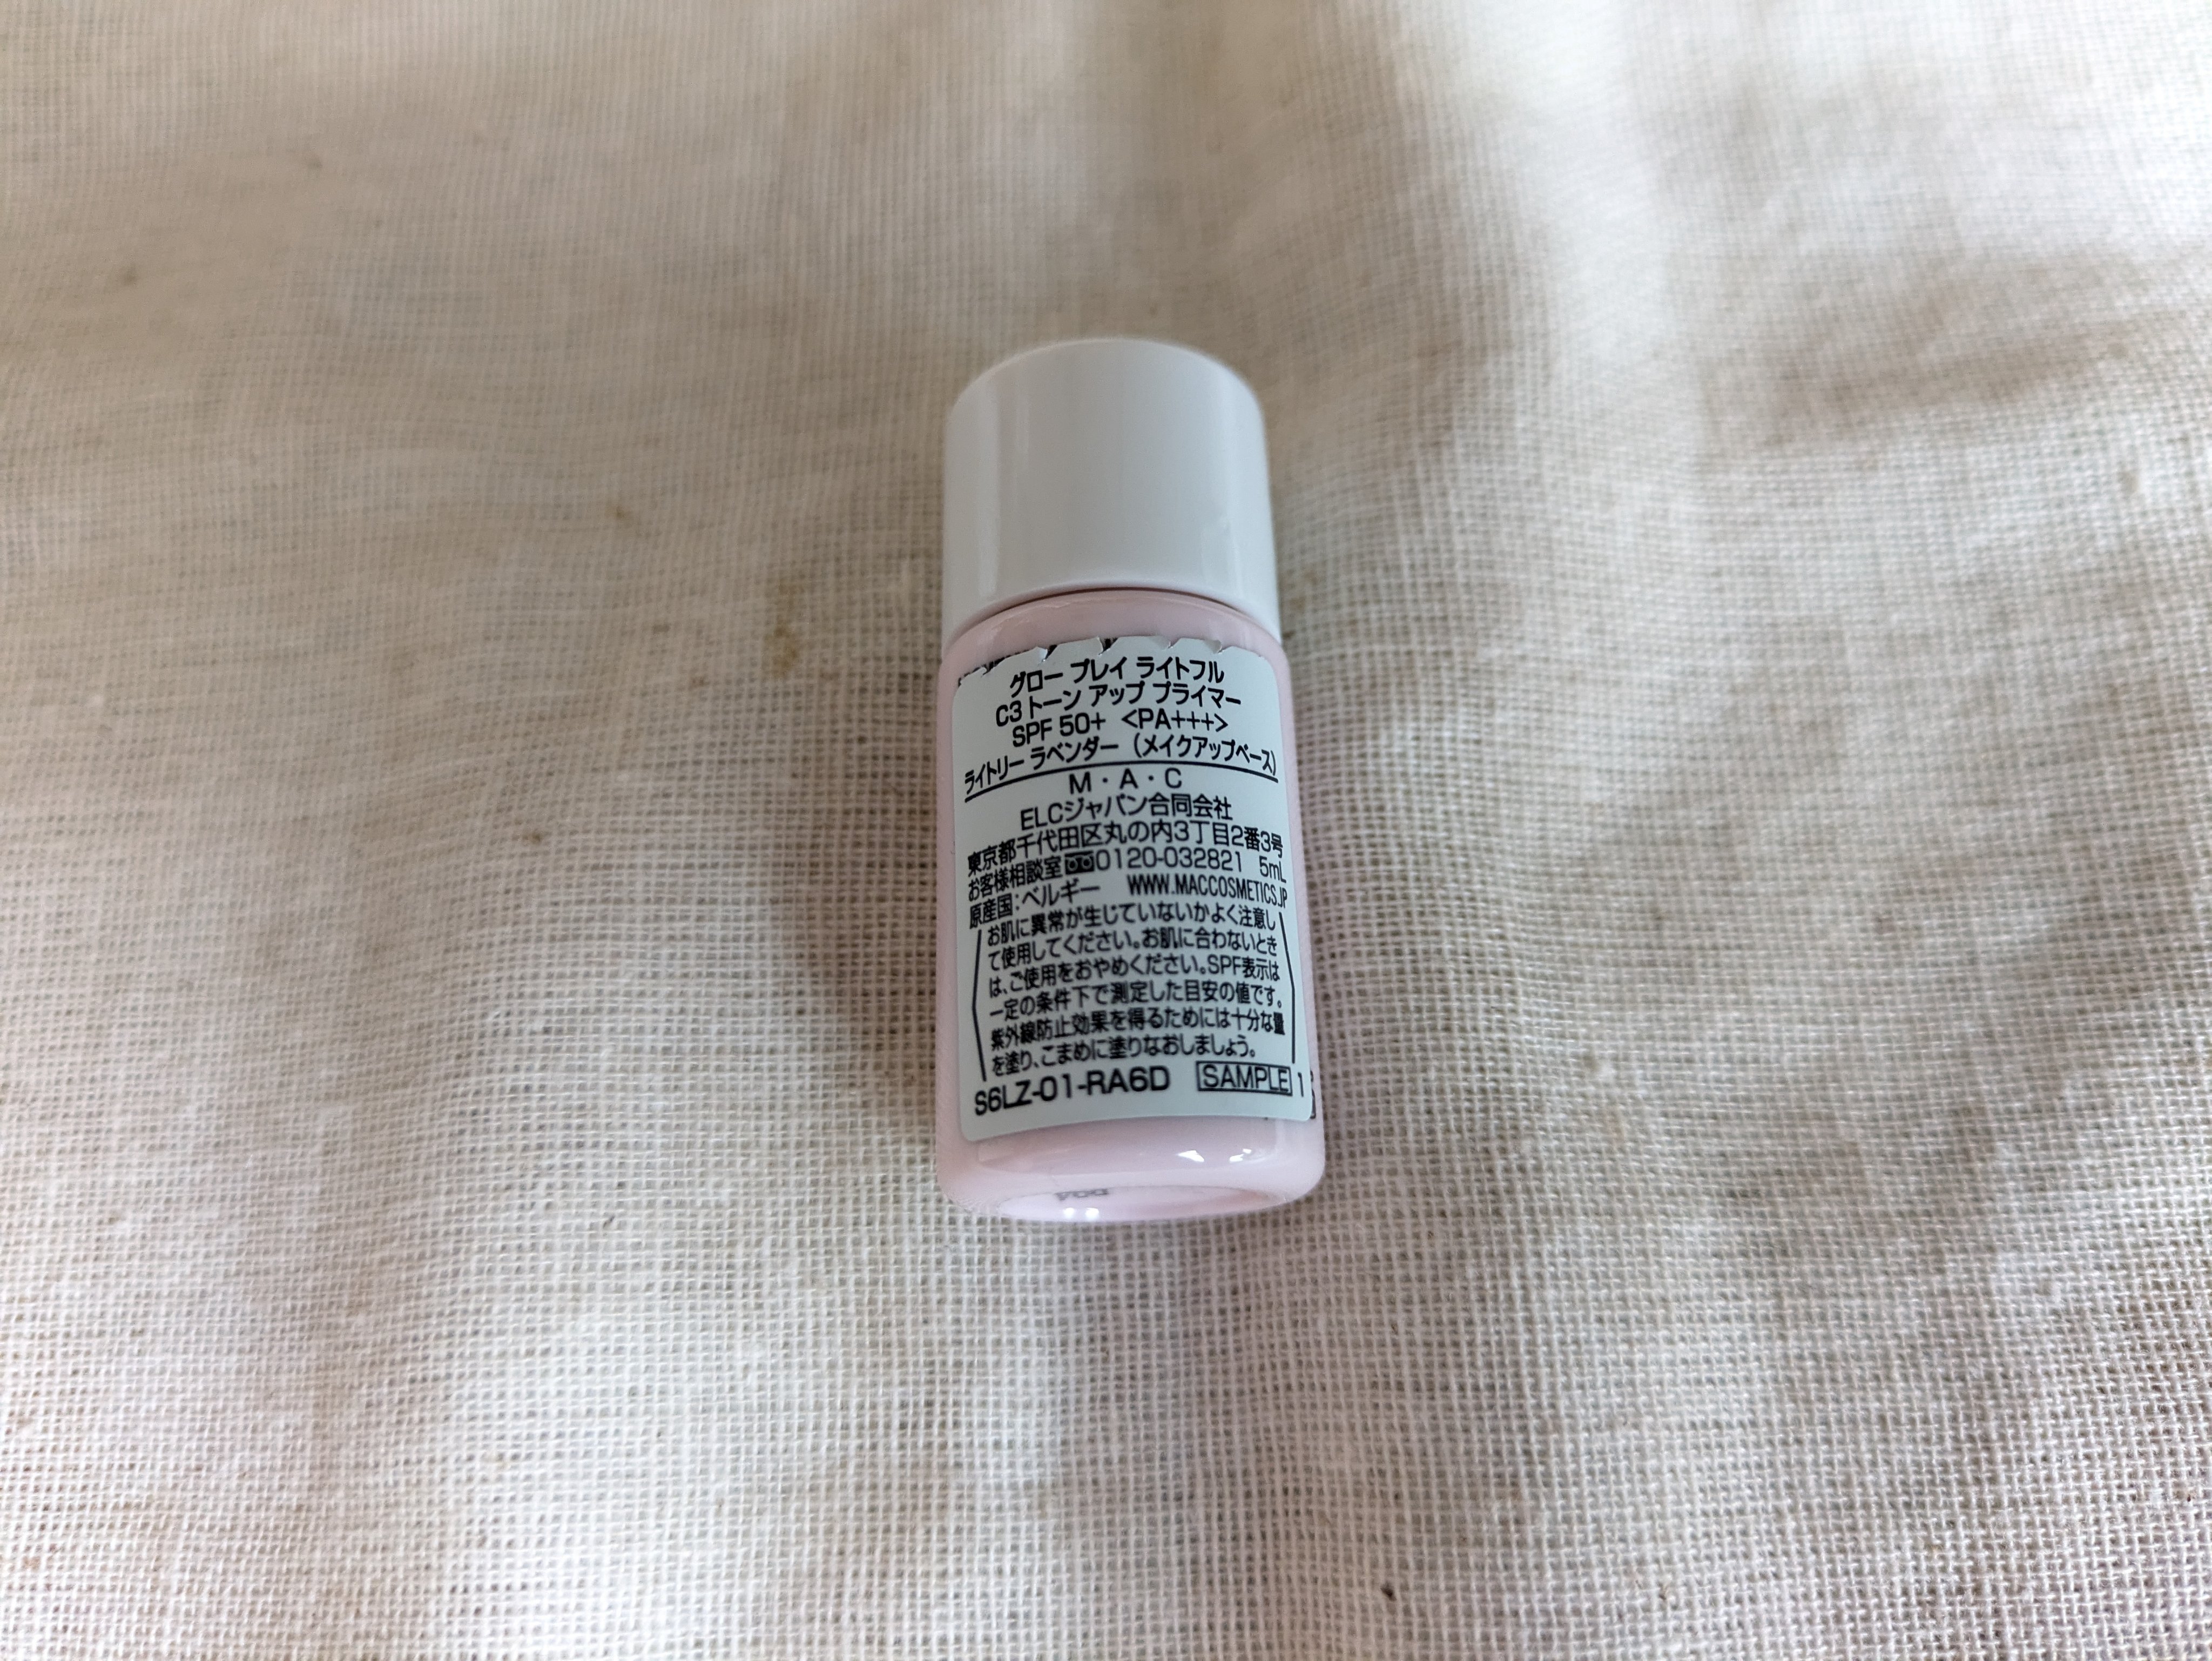 グロー プレイ ライトフル
C3 トーン アップ プライマー
SPF 50+ <PA+++>
ライトリー ラベンダー (メイクアップベース)
M・A・C
ELCジャパン合同会社
東京都千代田区丸の内3丁目2番3号
お客様相談室 0120-032821 5mL
原産国:ベルギー WWW.MACCOSMETICS.JP
お肌に異常が生じていないかよく注意し
て使用してください。お肌に合わないとき
は、ご使用をおやめください。SPF表示は
一定の条件下で測定した目安の値です。
紫外線防止効果を得るためには十分な量
を塗り、こまめに塗りなおしましょう。
S6LZ-01-RA6D SAMPLE 1